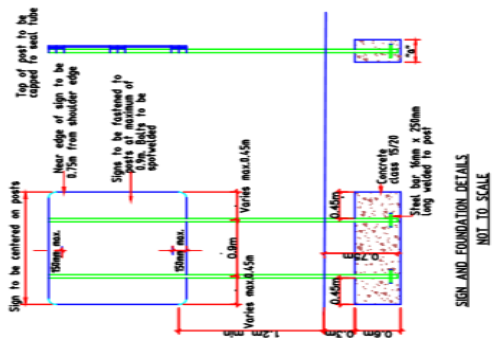 Top of post to be
capped to seal tube
Near edge of sign to be
0.75m from shoulder edge
Signs to be fastened to
posts at maximum of
0.9m. Bolts to be
spotwelded
Sign to be centered on posts
150mm max.
150mm max.
Varies max.0.45m
0.9m
Varies max.0.45m
0.45m
0.45m
"a"
Concrete
class 15/20
Steel bar 16mm x 250mm
long welded to post
SIGN AND FOUNDATION DETAILS
NOT TO SCALE